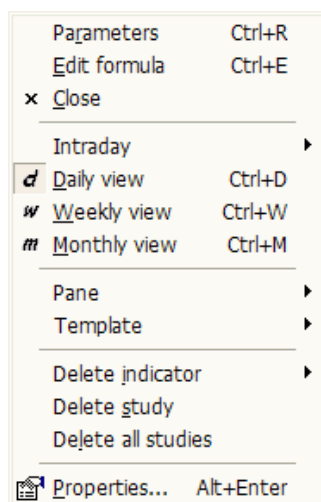 Parameters Ctrl+R
Edit formula Ctrl+E
Close
Intraday
d Daily view Ctrl+D
w Weekly view Ctrl+W
m Monthly view Ctrl+M
Pane
Template
Delete indicator
Delete study
Delete all studies
Properties... Alt+Enter